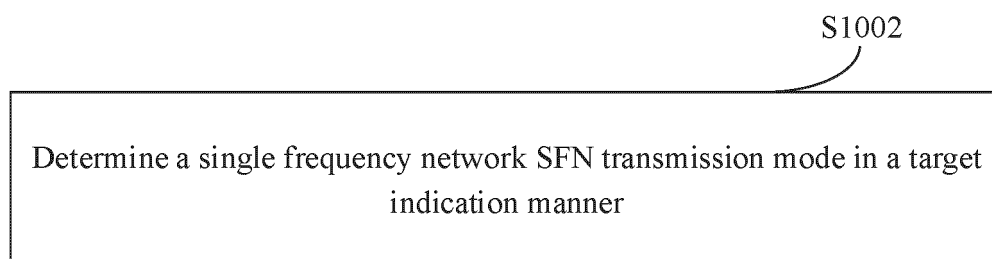 S1002
Determine a single frequency network SFN transmission mode in a target
indication manner